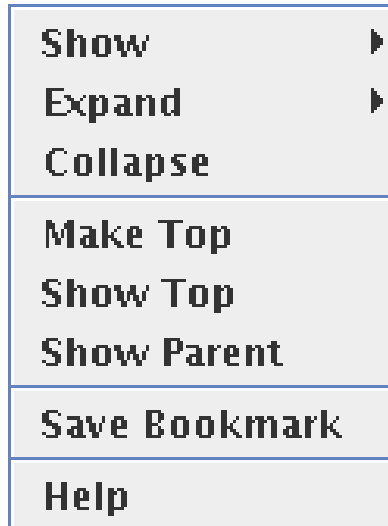 Show
Expand
Collapse
Make Top
Show Top
Show Parent
Save Bookmark
Help